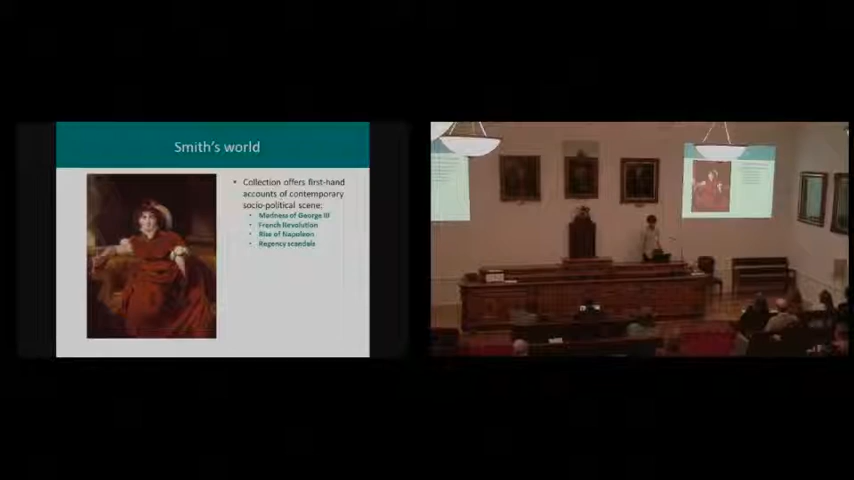 Smith's world
• Collection offers first-hand
accounts of contemporary
socio-political scene:
• Madness of George III
• French Revolution
• Rise of Napoleon
• Regency scandals